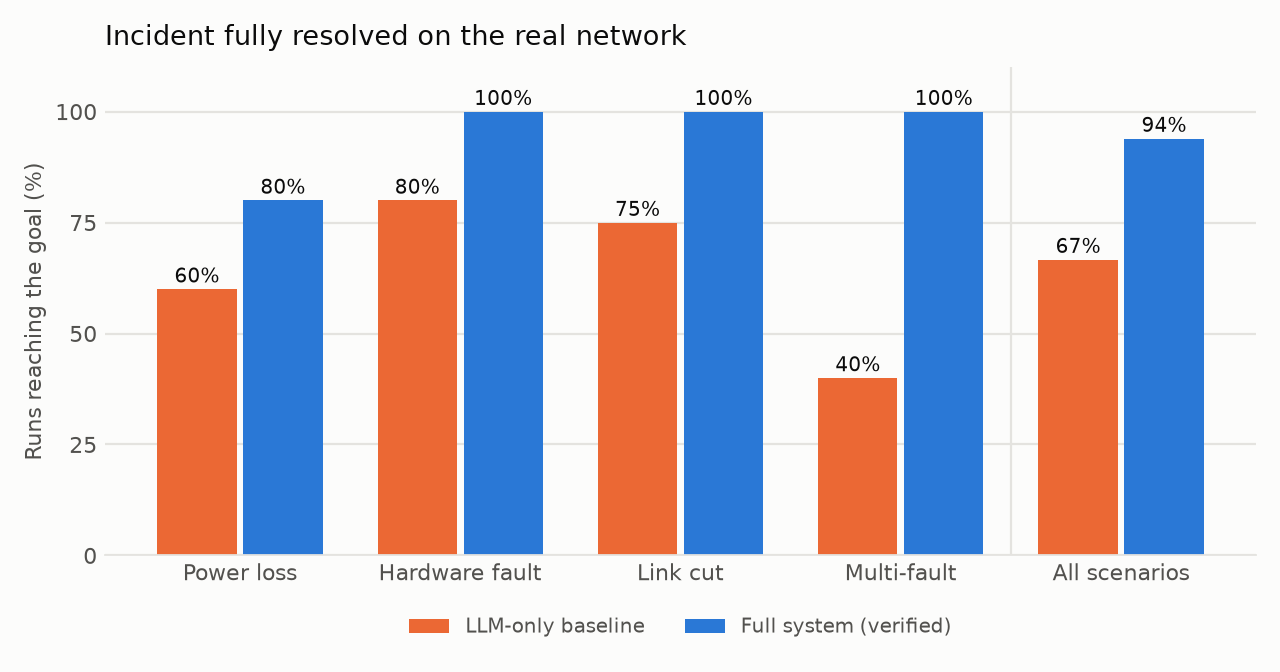 Incident fully resolved on the real network
Runs reaching the goal (%)
100
75
50
25
0
60%
80%
80%
100%
75%
100%
40%
100%
67%
94%
Power loss
Hardware fault
Link cut
Multi-fault
All scenarios
LLM-only baseline
Full system (verified)